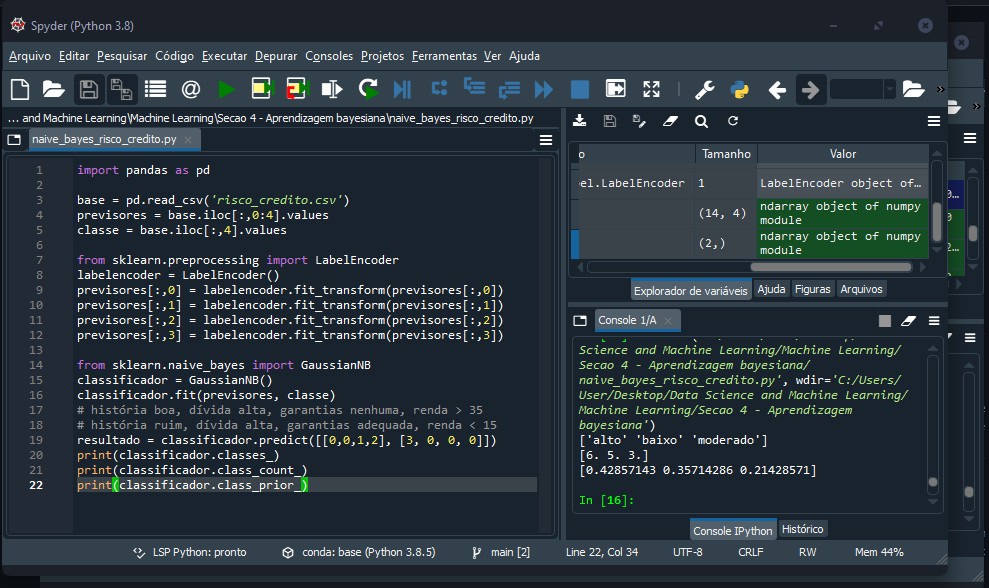 Spyder (Python 3.8)
Arquivo Editar Pesquisar Código Executar Depurar Consoles Projetos Ferramentas Ver Ajuda
... and Machine Learning\Machine Learning\Secao 4 - Aprendizagem bayesiana\naive_bayes_risco_credito.py
naive_bayes_risco_credito.py
1 import pandas as pd
2
3 base = pd.read_csv('risco_credito.csv')
4 previsores = base.iloc[:,0:4].values
5 classe = base.iloc[:,4].values
6
7 from sklearn.preprocessing import LabelEncoder
8 labelencoder = LabelEncoder()
9 previsores[:,0] = labelencoder.fit_transform(previsores[:,0])
10 previsores[:,1] = labelencoder.fit_transform(previsores[:,1])
11 previsores[:,2] = labelencoder.fit_transform(previsores[:,2])
12 previsores[:,3] = labelencoder.fit_transform(previsores[:,3])
13
14 from sklearn.naive_bayes import GaussianNB
15 classificador = GaussianNB()
16 classificador.fit(previsores, classe)
17 # história boa, dívida alta, garantias nenhuma, renda > 35
18 # história ruim, dívida alta, garantias adequada, renda < 15
19 resultado = classificador.predict([[0,0,1,2], [3, 0, 0, 0]])
20 print(classificador.classes_)
21 print(classificador.class_count_)
22 print(classificador.class_prior_)
o Tamanho Valor
el.LabelEncoder 1 LabelEncoder object of…
(14, 4) ndarray object of numpy
module
(2,) ndarray object of numpy
module
Explorador de variáveis Ajuda Figuras Arquivos
Console 1/A
Science and Machine Learning/Machine Learning/
Secao 4 - Aprendizagem bayesiana/
naive_bayes_risco_credito.py', wdir='C:/Users/
User/Desktop/Data Science and Machine Learning/
Machine Learning/Secao 4 - Aprendizagem
bayesiana')
['alto' 'baixo' 'moderado']
[6. 5. 3.]
[0.42857143 0.35714286 0.21428571]
In [16]:
Console IPython Histórico
LSP Python: pronto conda: base (Python 3.8.5) main [2] Line 22, Col 34 UTF-8 CRLF RW Mem 44%